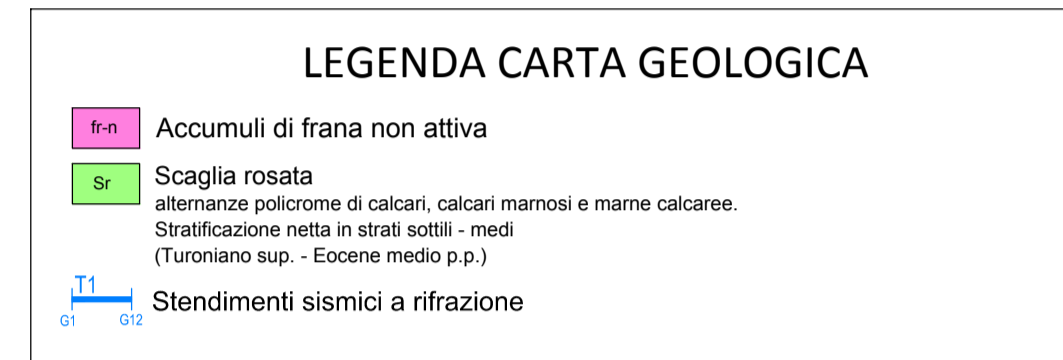 LEGENDA CARTA GEOLOGICA
fr-n Accumuli di frana non attiva
Sr Scaglia rosata
alternanze policrome di calcari, calcari marnosi e marne calcaree.
Stratificazione netta in strati sottili - medi
(Turoniano sup. - Eocene medio p.p.)
T1
Stendimenti sismici a rifrazione
G1 G12